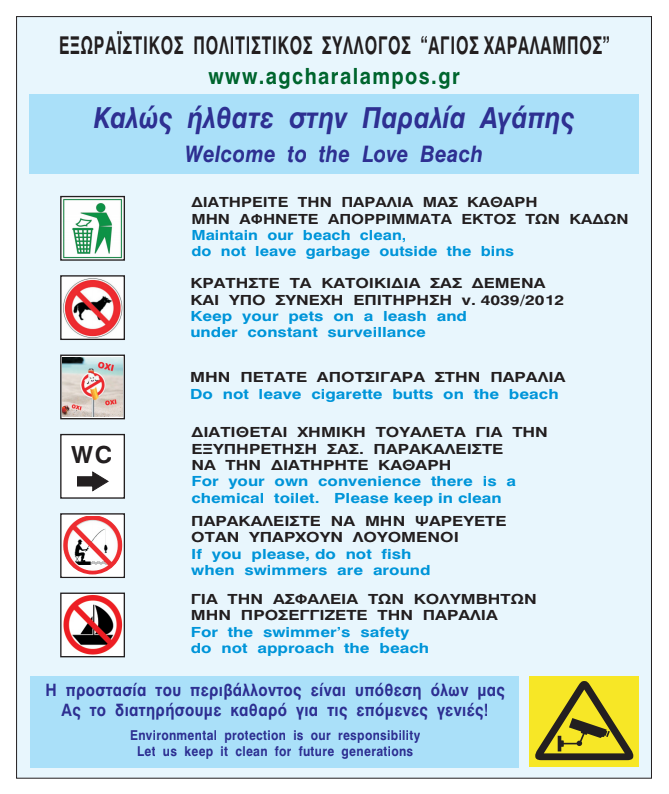 ΕΞΩΡΑΪΣΤΙΚΟΣ ΠΟΛΙΤΙΣΤΙΚΟΣ ΣΥΛΛΟΓΟΣ “ΑΓΙΟΣ ΧΑΡΑΛΑΜΠΟΣ”
www.agcharalampos.gr
Καλώς ήλθατε στην Παραλία Αγάπης
Welcome to the Love Beach
ΔΙΑΤΗΡΕΙΤΕ ΤΗΝ ΠΑΡΑΛΙΑ ΜΑΣ ΚΑΘΑΡΗ
ΜΗΝ ΑΦΗΝΕΤΕ ΑΠΟΡΡΙΜΜΑΤΑ ΕΚΤΟΣ ΤΩΝ ΚΑΔΩΝ
Maintain our beach clean,
do not leave garbage outside the bins
ΚΡΑΤΗΣΤΕ ΤΑ ΚΑΤΟΙΚΙΔΙΑ ΣΑΣ ΔΕΜΕΝΑ
ΚΑΙ ΥΠΟ ΣΥΝΕΧΗ ΕΠΙΤΗΡΗΣΗ ν. 4039/2012
Keep your pets on a leash and
under constant surveillance
ΟΧΙ
ΟΧΙ
ΟΧΙ
ΜΗΝ ΠΕΤΑΤΕ ΑΠΟΤΣΙΓΑΡΑ ΣΤΗΝ ΠΑΡΑΛΙΑ
Do not leave cigarette butts on the beach
WC
ΔΙΑΤΙΘΕΤΑΙ ΧΗΜΙΚΗ ΤΟΥΑΛΕΤΑ ΓΙΑ ΤΗΝ
ΕΞΥΠΗΡΕΤΗΣΗ ΣΑΣ. ΠΑΡΑΚΑΛΕΙΣΤΕ
ΝΑ ΤΗΝ ΔΙΑΤΗΡΗΤΕ ΚΑΘΑΡΗ
For your own convenience there is a
chemical toilet. Please keep in clean
ΠΑΡΑΚΑΛΕΙΣΤΕ ΝΑ ΜΗΝ ΨΑΡΕΥΕΤΕ
ΟΤΑΝ ΥΠΑΡΧΟΥΝ ΛΟΥΟΜΕΝΟΙ
If you please, do not fish
when swimmers are around
ΓΙΑ ΤΗΝ ΑΣΦΑΛΕΙΑ ΤΩΝ ΚΟΛΥΜΒΗΤΩΝ
ΜΗΝ ΠΡΟΣΕΓΓΙΖΕΤΕ ΤΗΝ ΠΑΡΑΛΙΑ
For the swimmer's safety
do not approach the beach
Η προστασία του περιβάλλοντος είναι υπόθεση όλων μας
Ας το διατηρήσουμε καθαρό για τις επόμενες γενιές!
Environmental protection is our responsibility
Let us keep it clean for future generations